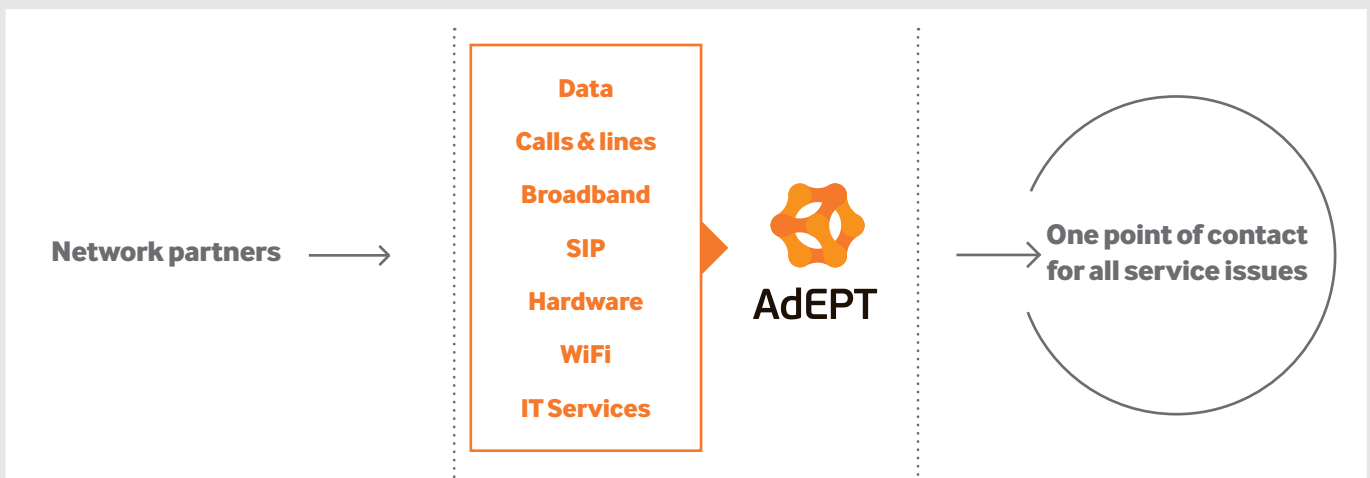 Network partners
Data
Calls & lines
Broadband
SIP
Hardware
WiFi
IT Services
AdEPT
One point of contact
for all service issues